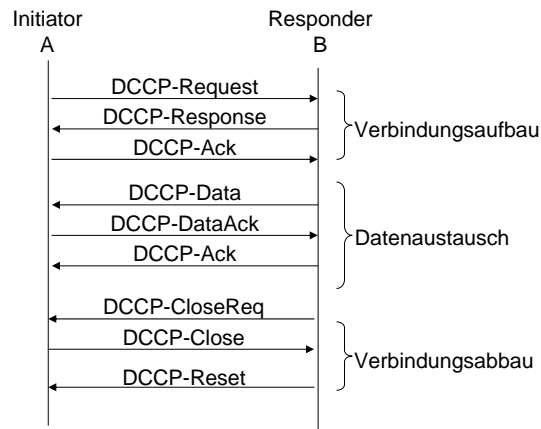 Initiator
Responder
A
B
DCCP-Request
DCCP-Response
DCCP-Ack
Verbindungsaufbau
DCCP-Data
DCCP-DataAck
DCCP-Ack
Datenaustausch
DCCP-CloseReq
DCCP-Close
DCCP-Reset
Verbindungsabbau